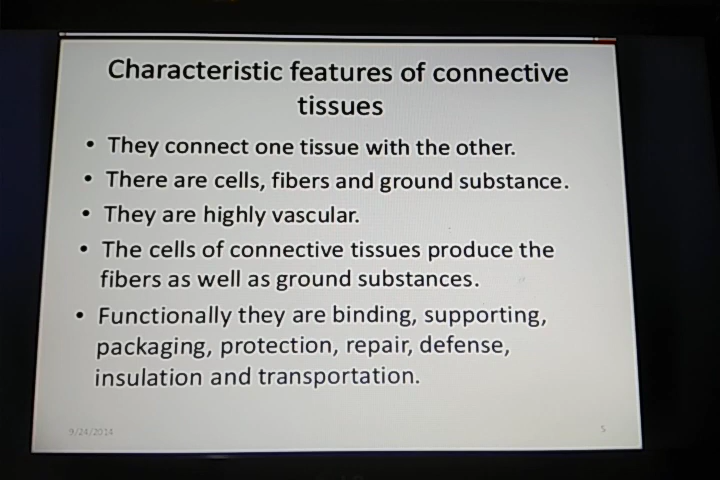 Characteristic features of connective
tissues
• They connect one tissue with the other.
• There are cells, fibers and ground substance.
• They are highly vascular.
• The cells of connective tissues produce the
fibers as well as ground substances.
• Functionally they are binding, supporting,
packaging, protection, repair, defense,
insulation and transportation.
9/24/2014
5